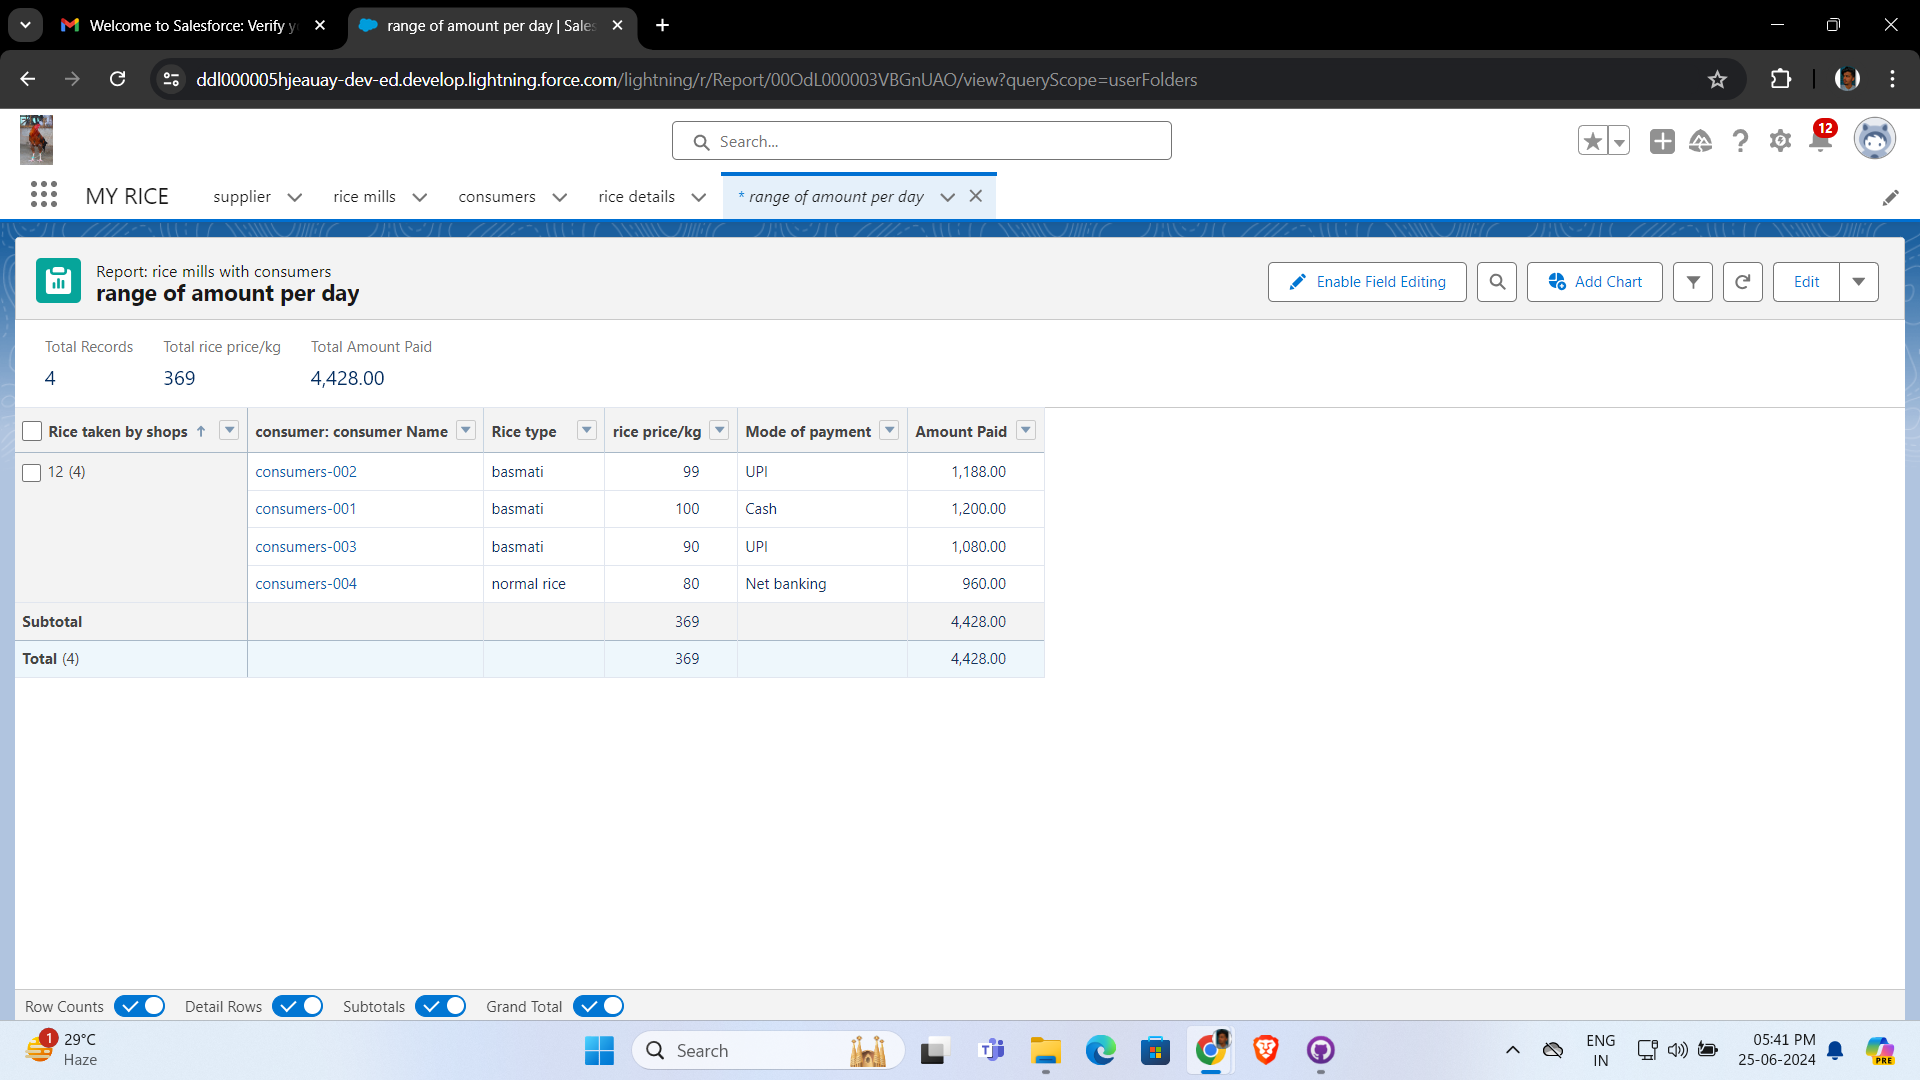 Welcome to Salesforce: Verify y
range of amount per day | Sales
ddl000005hjeauay-dev-ed.develop.lightning.force.com/lightning/r/Report/00OdL000003VBGnUAO/view?queryScope=userFolders
Search...
12
MY RICE supplier rice mills consumers rice details * range of amount per day
Report: rice mills with consumers
range of amount per day
Enable Field Editing Add Chart Edit
Total Records Total rice price/kg Total Amount Paid
4 369 4,428.00
Rice taken by shops ↑ consumer: consumer Name Rice type rice price/kg Mode of payment Amount Paid
12 (4) consumers-002 basmati 99 UPI 1,188.00
consumers-001 basmati 100 Cash 1,200.00
consumers-003 basmati 90 UPI 1,080.00
consumers-004 normal rice 80 Net banking 960.00
Subtotal 369 4,428.00
Total (4) 369 4,428.00
Row Counts Detail Rows Subtotals Grand Total
1 29°C
Haze
Search
ENG
IN
05:41 PM
25-06-2024
PRE